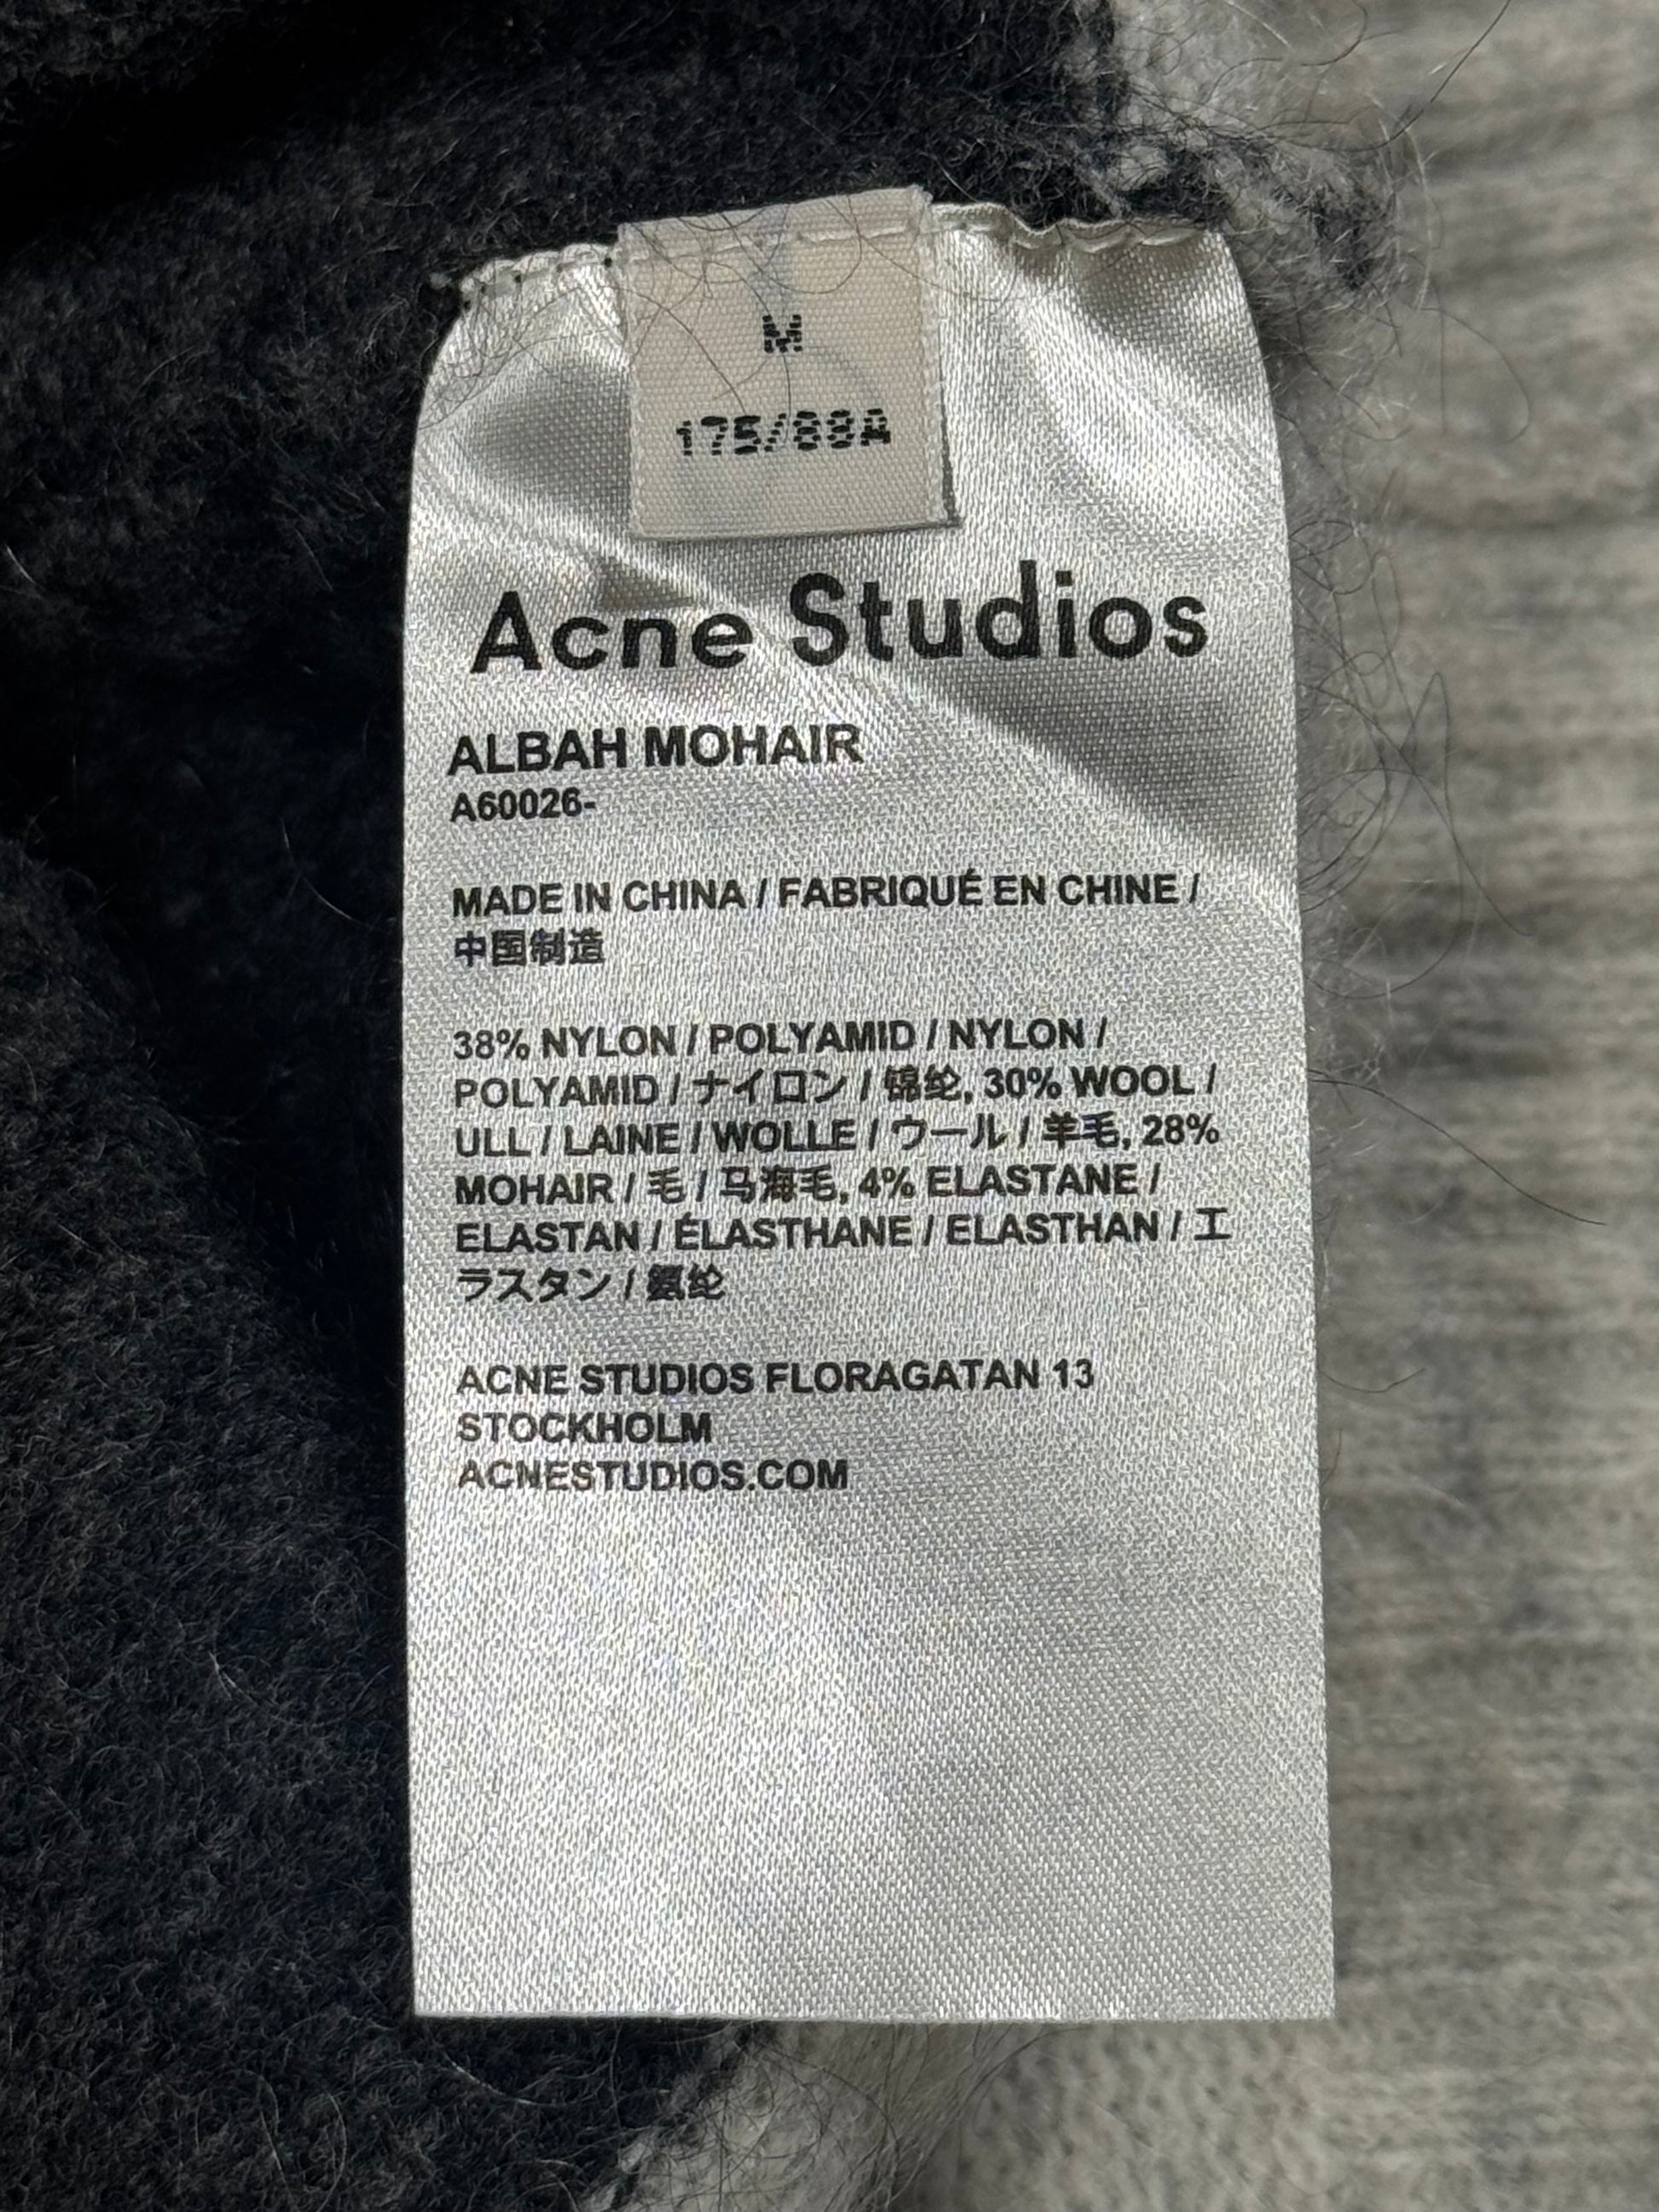 M
175/88A
Acne Studios
ALBAH MOHAIR
A60026-
MADE IN CHINA / FABRIQUÉ EN CHINE /
中国制造
38% NYLON / POLYAMID / NYLON /
POLYAMID / ナイロン / 锦纶, 30% WOOL /
ULL / LAINE / WOLLE / ウール / 羊毛, 28%
MOHAIR / 毛 / 马海毛, 4% ELASTANE /
ELASTAN / ÉLASTHANE / ELASTHAN / エ
ラスタン / 氨纶
ACNE STUDIOS FLORAGATAN 13
STOCKHOLM
ACNESTUDIOS.COM